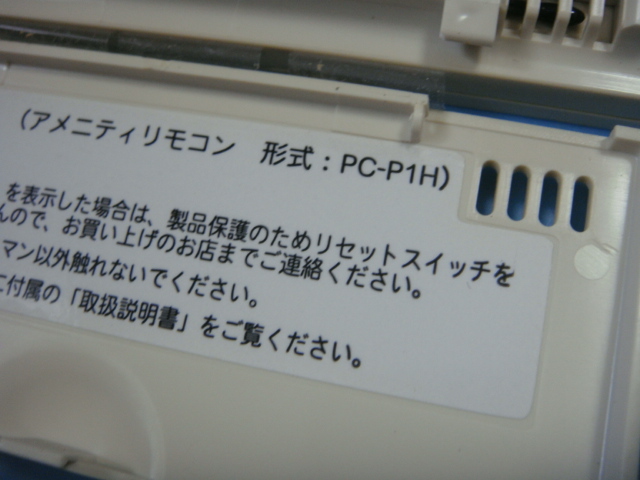 (アメニティリモコン 形式：PC-P1H)
を表示した場合は、製品保護のためリセットスイッチを
んので、お買い上げのお店までご連絡ください。
マン以外触れないでください。
に付属の「取扱説明書」をご覧ください。